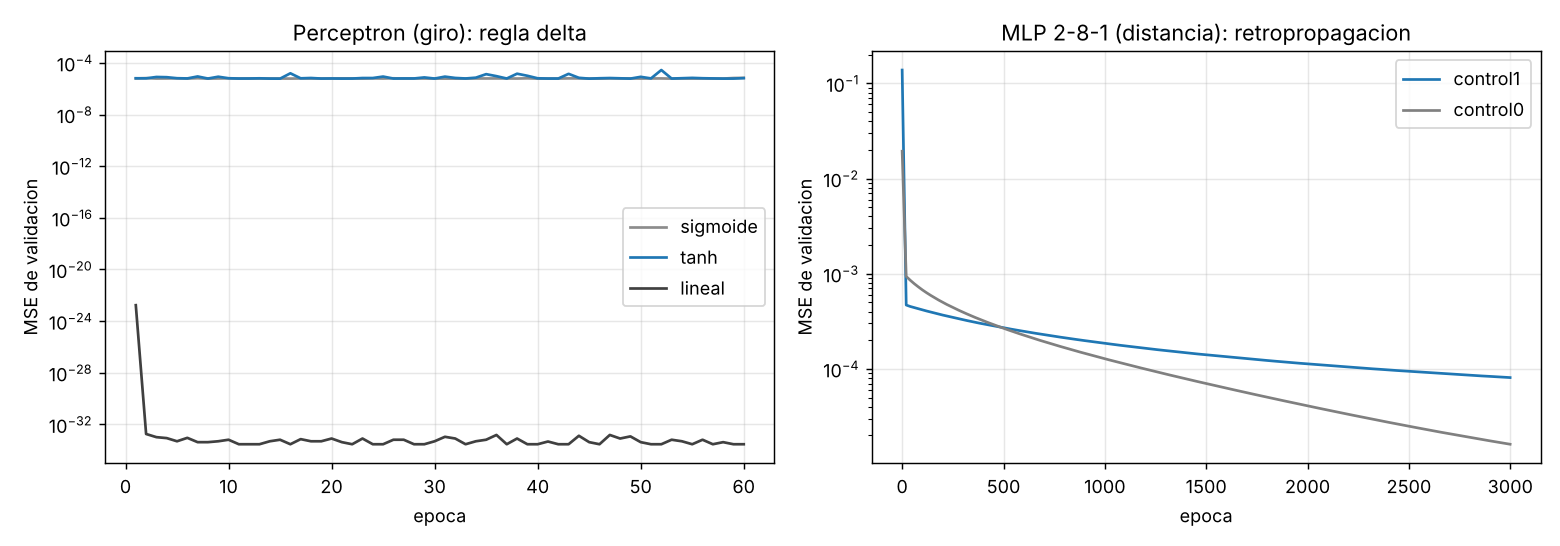 Perceptron (giro): regla delta
MSE de validacion
10⁻⁴
10⁻⁸
10⁻¹²
10⁻¹⁶
10⁻²⁰
10⁻²⁴
10⁻²⁸
10⁻³²
sigmoide
tanh
lineal
0 10 20 30 40 50 60
epoca
MLP 2-8-1 (distancia): retropropagacion
MSE de validacion
10⁻¹
10⁻²
10⁻³
10⁻⁴
control1
control0
0 500 1000 1500 2000 2500 3000
epoca